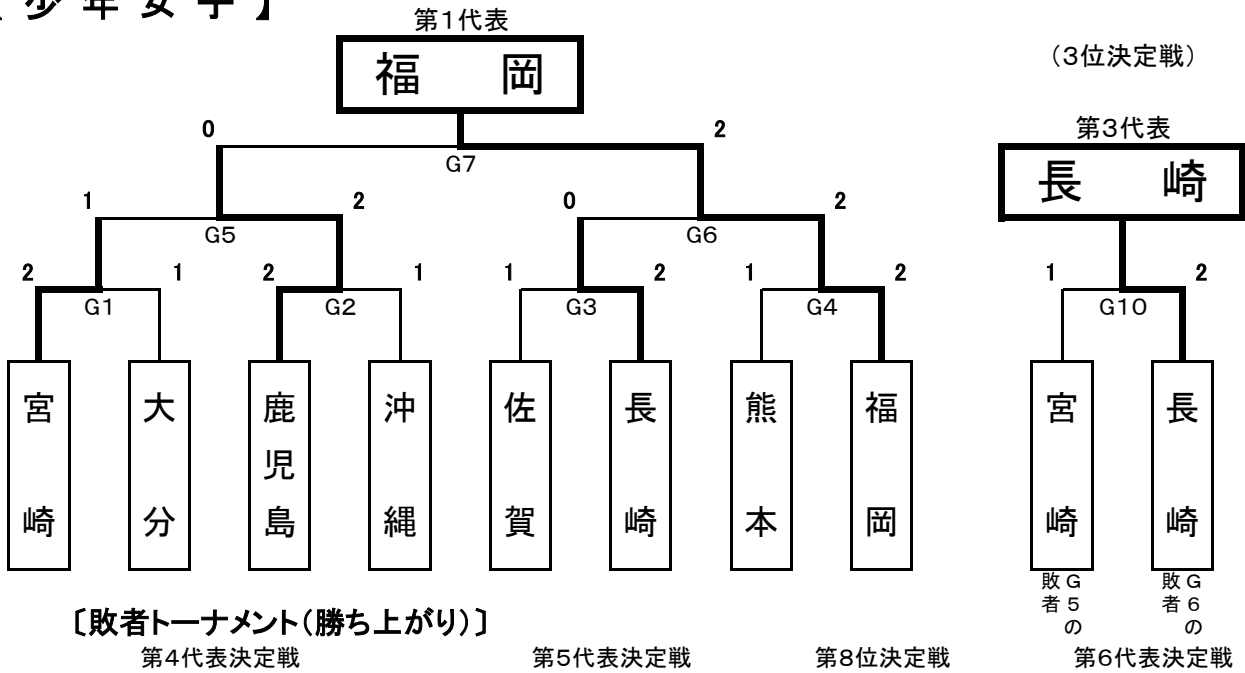 【少年女子】
第1代表
福岡
(3位決定戦)
第3代表
長崎
0 2
G7
1 2 0 2
G5 G6
2 1 2 1 1 2 1 2 1 2
G1 G2 G3 G4 G10
宮崎 大分 鹿児島 沖縄 佐賀 長崎 熊本 福岡 宮崎 長崎
G5の敗者 G6の敗者
〔敗者トーナメント(勝ち上がり)〕
第4代表決定戦 第5代表決定戦 第8位決定戦 第6代表決定戦